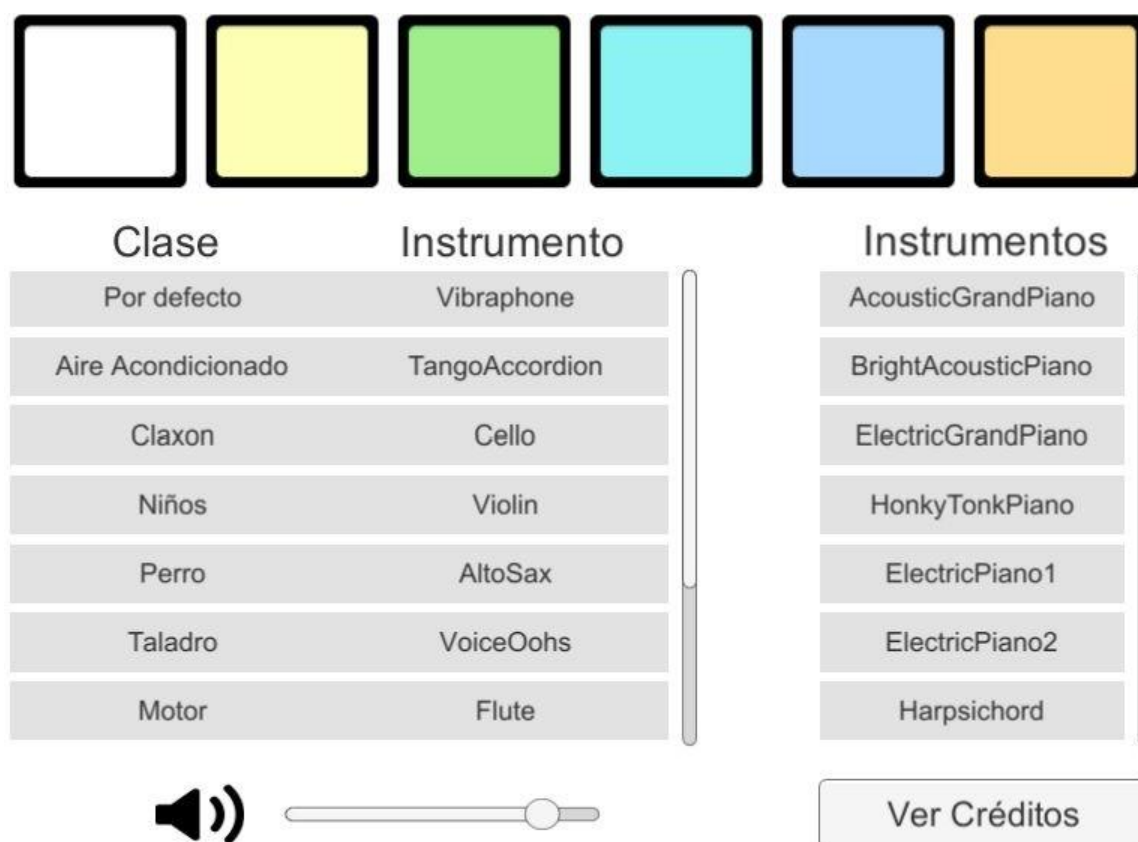 Clase Instrumento Instrumentos
Por defecto Vibraphone AcousticGrandPiano
Aire Acondicionado TangoAccordion BrightAcousticPiano
Claxon Cello ElectricGrandPiano
Niños Violin HonkyTonkPiano
Perro AltoSax ElectricPiano1
Taladro VoiceOohs ElectricPiano2
Motor Flute Harpsichord
Ver Créditos